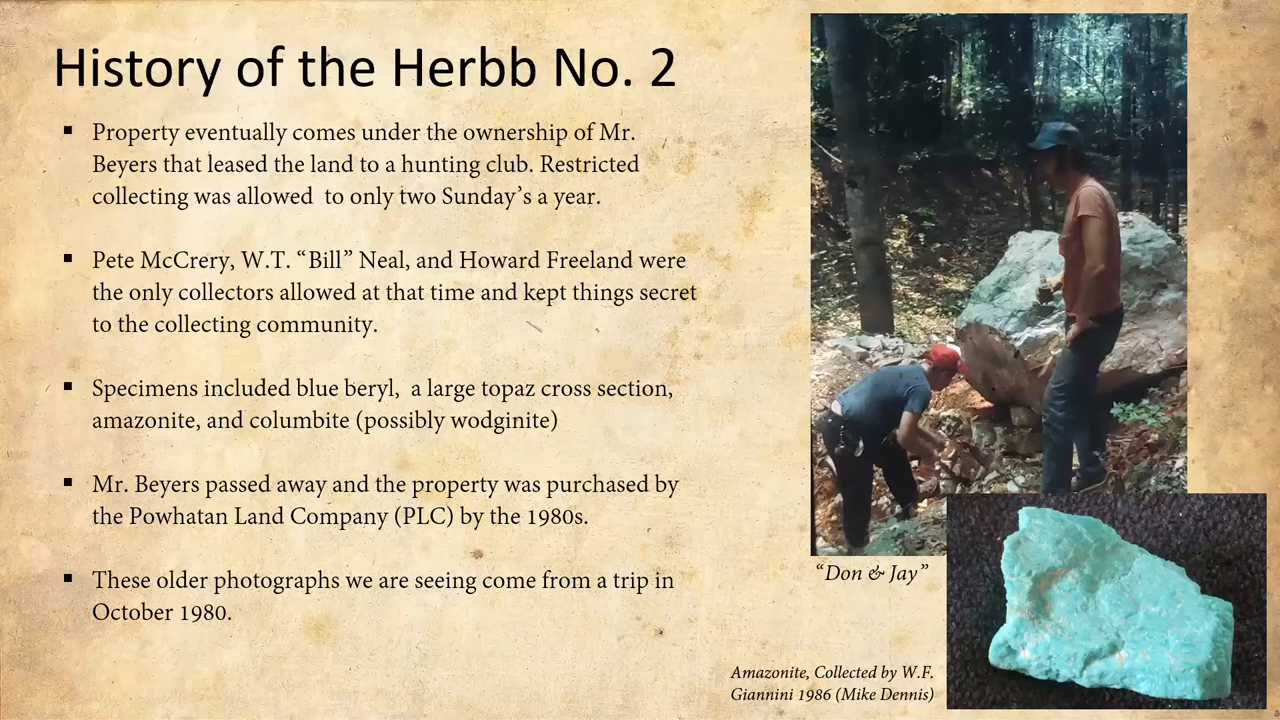 History of the Herbb No. 2
▪ Property eventually comes under the ownership of Mr.
Beyers that leased the land to a hunting club. Restricted
collecting was allowed  to only two Sunday’s a year.
▪ Pete McCrery, W.T. “Bill” Neal, and Howard Freeland were
the only collectors allowed at that time and kept things secret
to the collecting community.
▪ Specimens included blue beryl,  a large topaz cross section,
amazonite, and columbite (possibly wodginite)
▪ Mr. Beyers passed away and the property was purchased by
the Powhatan Land Company (PLC) by the 1980s.
▪ These older photographs we are seeing come from a trip in
October 1980.
“Don & Jay”
Amazonite, Collected by W.F.
Giannini 1986 (Mike Dennis)